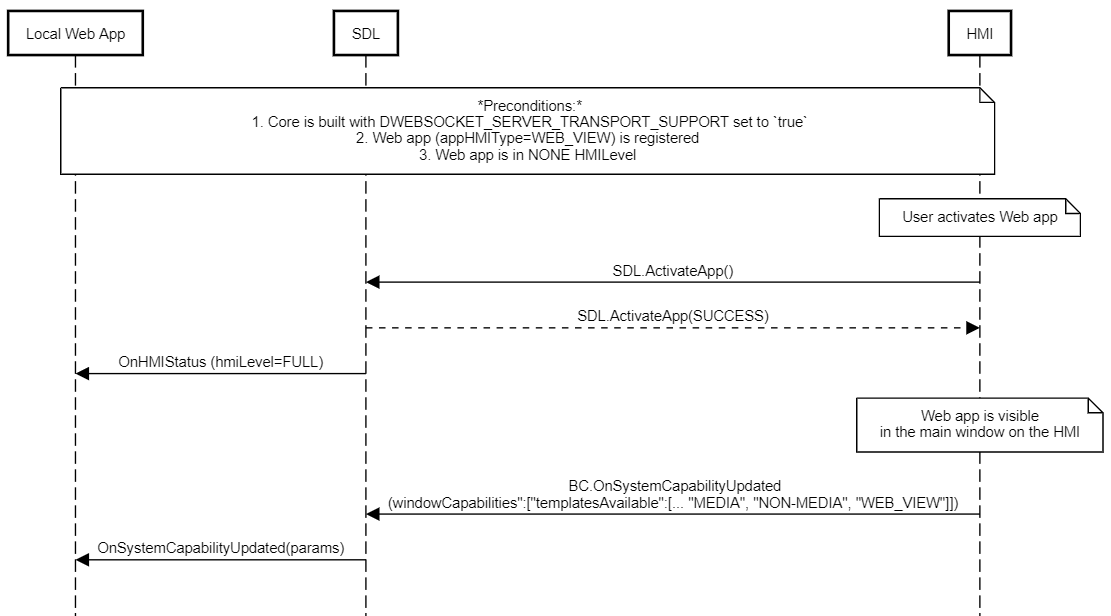 Local Web App
SDL
HMI
*Preconditions:*
1. Core is built with DWEBSOCKET_SERVER_TRANSPORT_SUPPORT set to `true`
2. Web app (appHMIType=WEB_VIEW) is registered
3. Web app is in NONE HMILevel
User activates Web app
SDL.ActivateApp()
SDL.ActivateApp(SUCCESS)
OnHMIStatus (hmiLevel=FULL)
Web app is visible
in the main window on the HMI
BC.OnSystemCapabilityUpdated
(windowCapabilities":["templatesAvailable":[... "MEDIA", "NON-MEDIA", "WEB_VIEW"]])
OnSystemCapabilityUpdated(params)